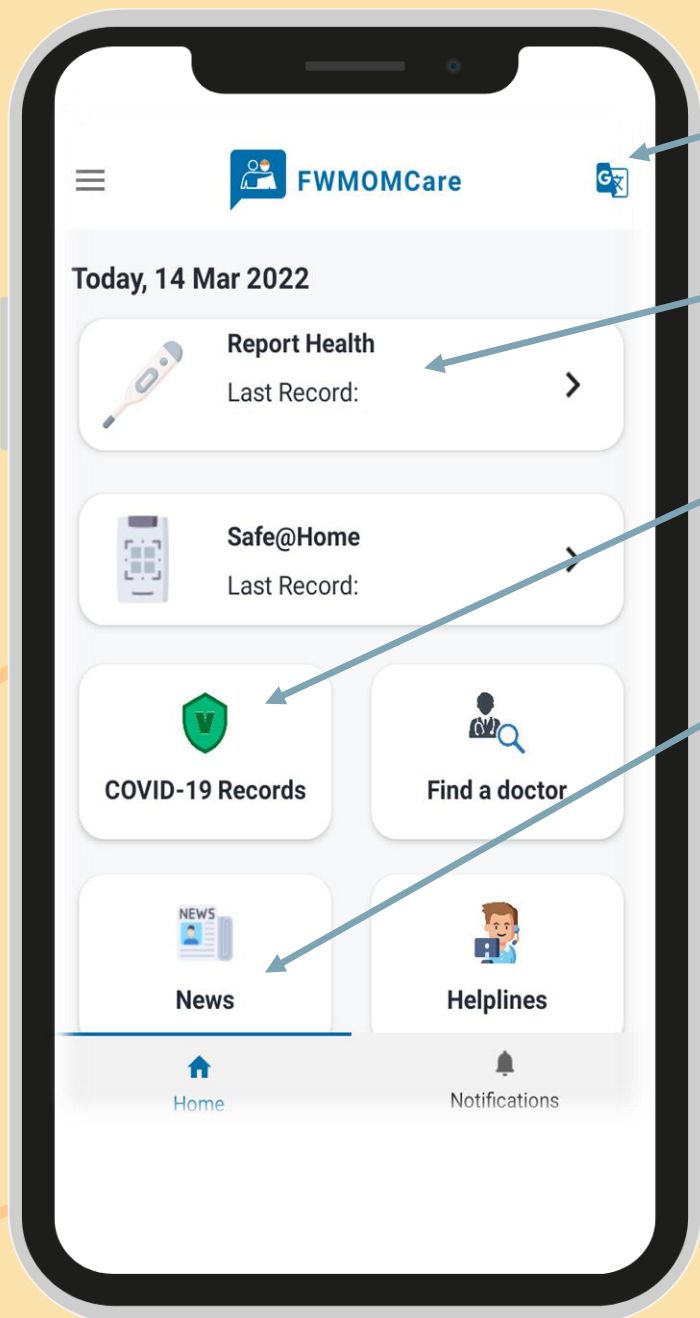 FWMOMCare
Today, 14 Mar 2022
Report Health
Last Record:
Safe@Home
Last Record:
V
COVID-19 Records
Find a doctor
NEWS
News
Helplines
Home
Notifications